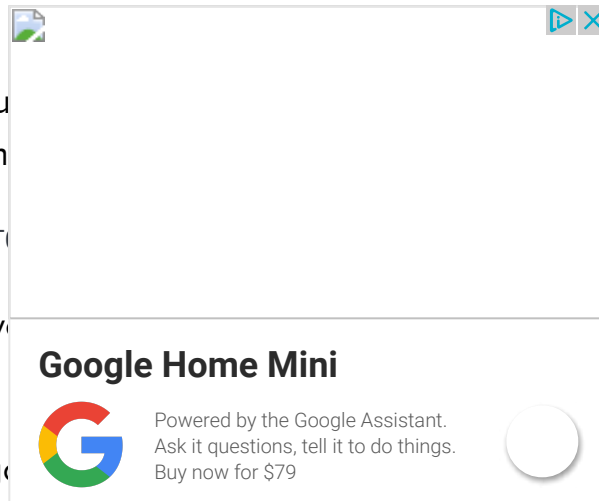 Google Home Mini
Powered by the Google Assistant.
Ask it questions, tell it to do things.
Buy now for $79